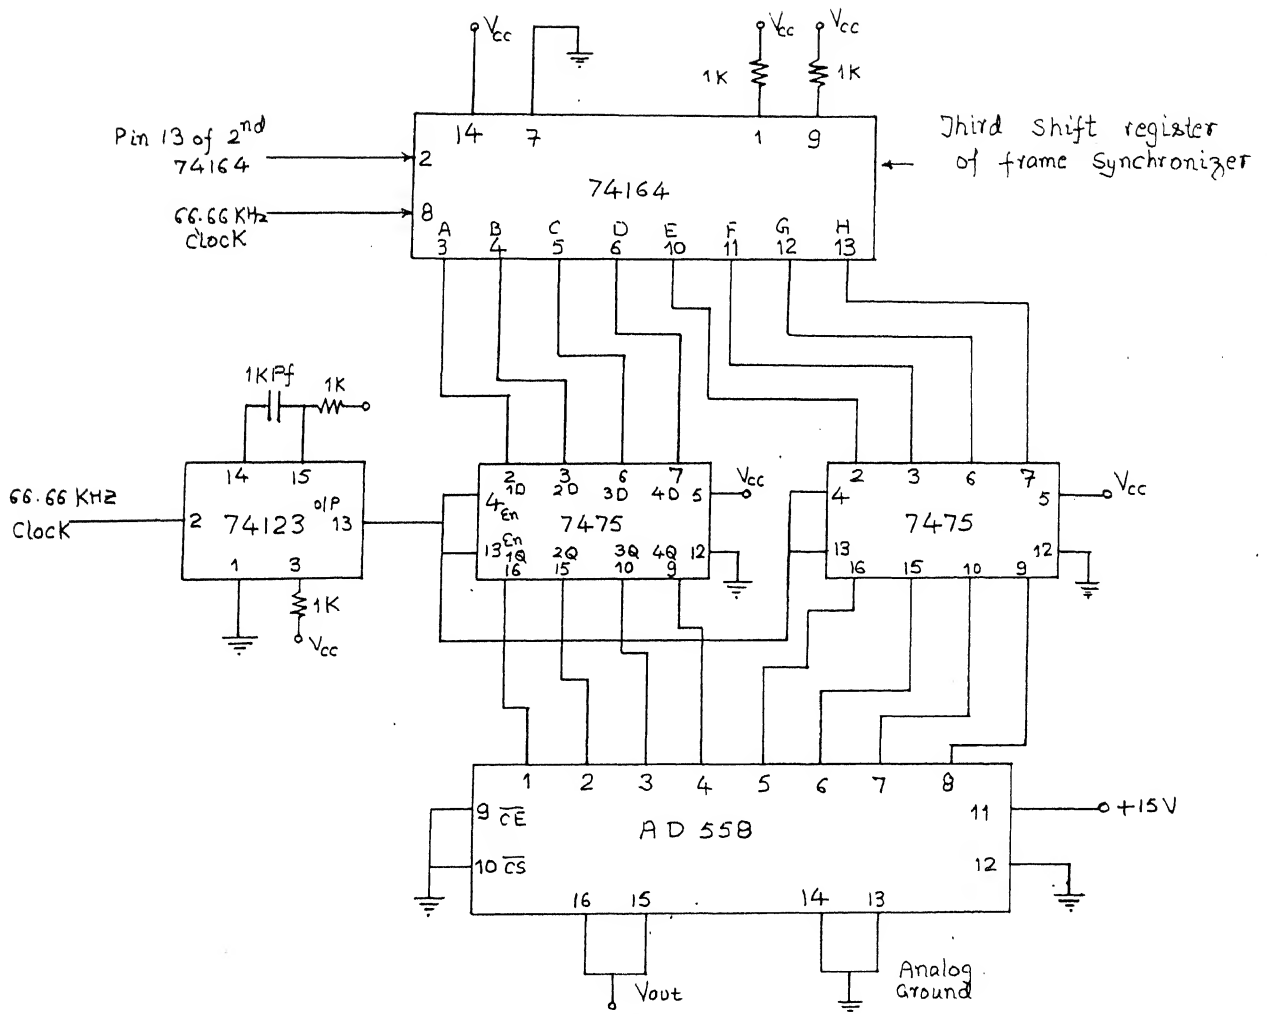 Vcc
Vcc Vcc
1K 1K
14 7 1 9
Pin 13 of 2nd
74164
2
74164
Third shift register
of frame synchronizer
66.66 KHz
Clock
8
A B C D E F G H
3 4 5 6 10 11 12 13
1KPf 1K
14 15
66.66 KHZ
Clock
2 74123 O/P 13
1 3
1K
Vcc
2 3 6 7
1D 2D 3D 4D
4 En 7475 5 Vcc
13 En 12
1Q 2Q 3Q 4Q
16 15 10 9
2 3 6 7
4 7475 5 Vcc
13 12
16 15 10 9
1 2 3 4 5 6 7 8
9 CE AD 558 11 +15V
10 CS 12
16 15 14 13
Vout
Analog
Ground